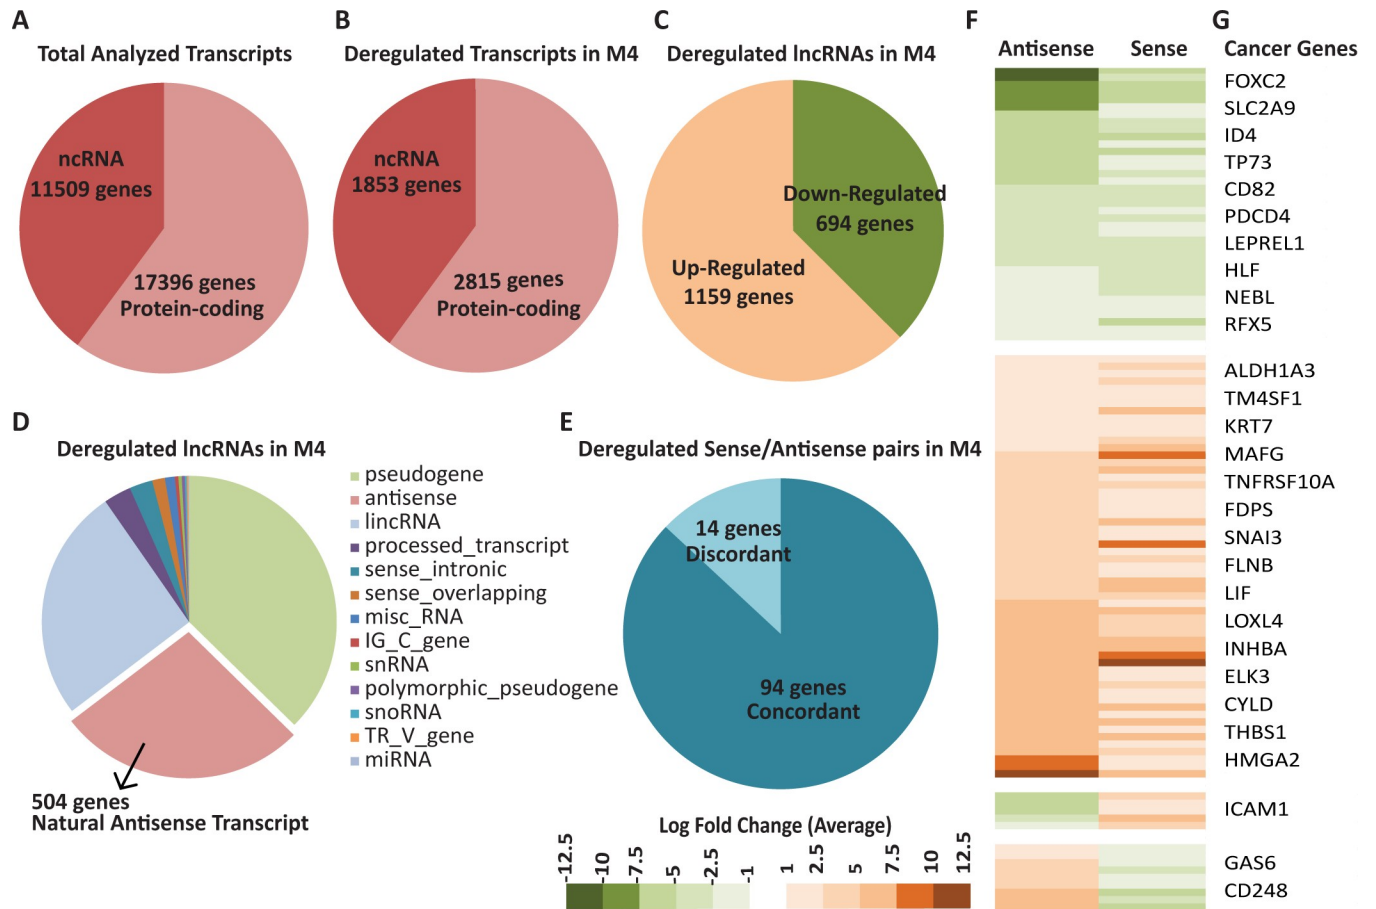 A
Total Analyzed Transcripts
ncRNA
11509 genes
17396 genes
Protein-coding
B
Deregulated Transcripts in M4
ncRNA
1853 genes
2815 genes
Protein-coding
C
Deregulated lncRNAs in M4
Down-Regulated
694 genes
Up-Regulated
1159 genes
D
Deregulated lncRNAs in M4
pseudogene
antisense
lincRNA
processed_transcript
sense_intronic
sense_overlapping
misc_RNA
IG_C_gene
snRNA
polymorphic_pseudogene
snoRNA
TR_V_gene
miRNA
504 genes
Natural Antisense Transcript
E
Deregulated Sense/Antisense pairs in M4
14 genes
Discordant
94 genes
Concordant
Log Fold Change (Average)
-12.5
-10
-7.5
-5
-2.5
-1
1
2.5
5
7.5
10
12.5
F
Antisense
Sense
G
Cancer Genes
FOXC2
SLC2A9
ID4
TP73
CD82
PDCD4
LEPREL1
HLF
NEBL
RFX5
ALDH1A3
TM4SF1
KRT7
MAFG
TNFRSF10A
FDPS
SNAI3
FLNB
LIF
LOXL4
INHBA
ELK3
CYLD
THBS1
HMGA2
ICAM1
GAS6
CD248